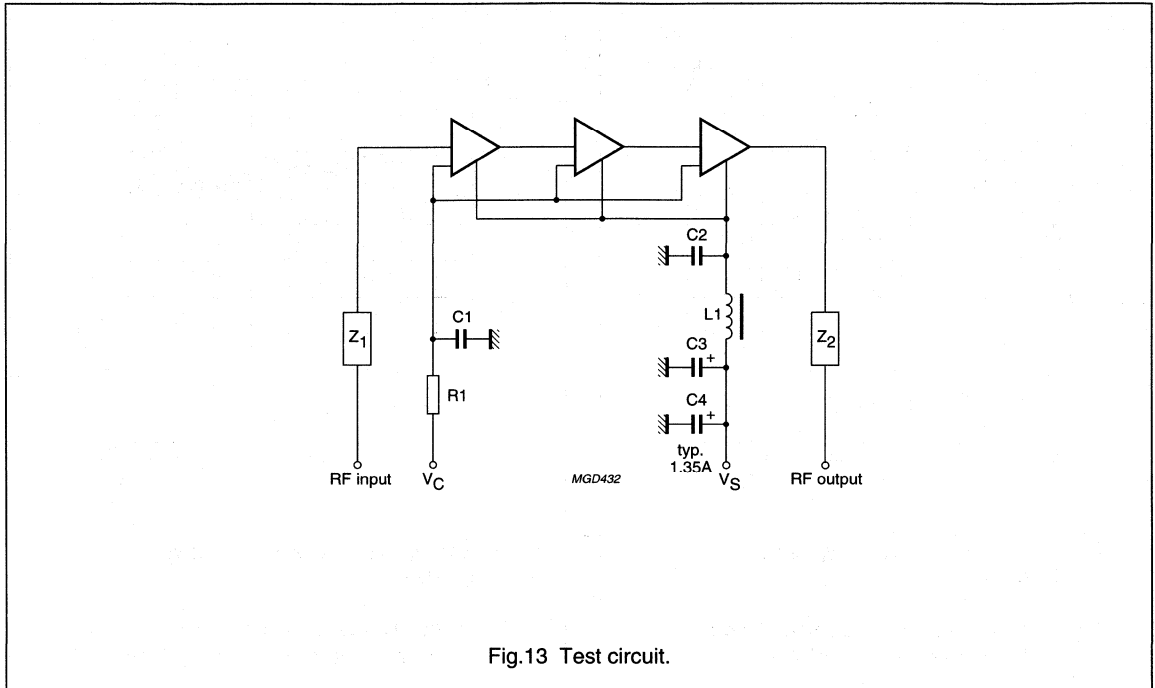 C2
L1
C1
Z1
C3
+
Z2
R1
C4
+
typ.
1.35A
RF input
VC
MGD432
VS
RF output
Fig.13 Test circuit.